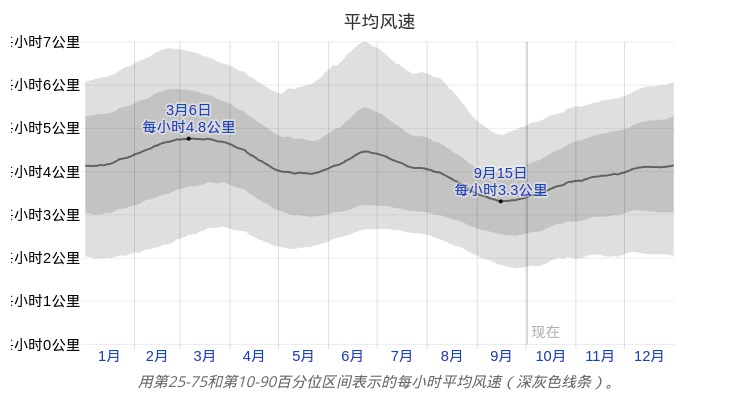 平均风速
小时7公里
小时6公里
小时5公里
小时4公里
小时3公里
小时2公里
小时1公里
小时0公里
3月6日
每小时4.8公里
9月15日
每小时3.3公里
现在
1月 2月 3月 4月 5月 6月 7月 8月 9月 10月 11月 12月
用第25-75和第10-90百分位区间表示的每小时平均风速（深灰色线条）。